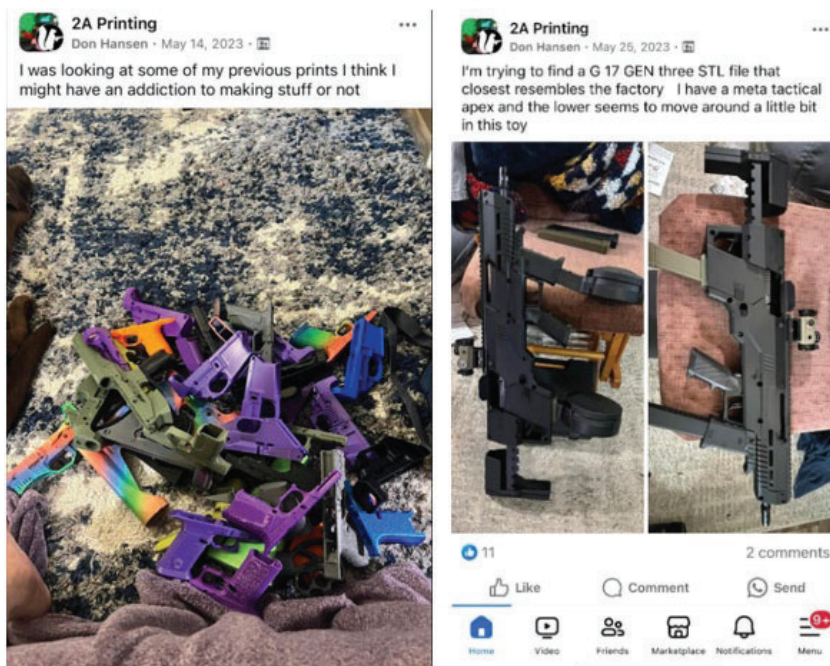 2A Printing
Don Hansen · May 14, 2023 ·
I was looking at some of my previous prints I think I
might have an addiction to making stuff or not
2A Printing
Don Hansen · May 25, 2023 ·
I'm trying to find a G 17 GEN three STL file that
closest resembles the factory   I have a meta tactical
apex and the lower seems to move around a little bit
in this toy
11
2 comments
Like Comment Send
9+
Home Video Friends Marketplace Notifications Menu